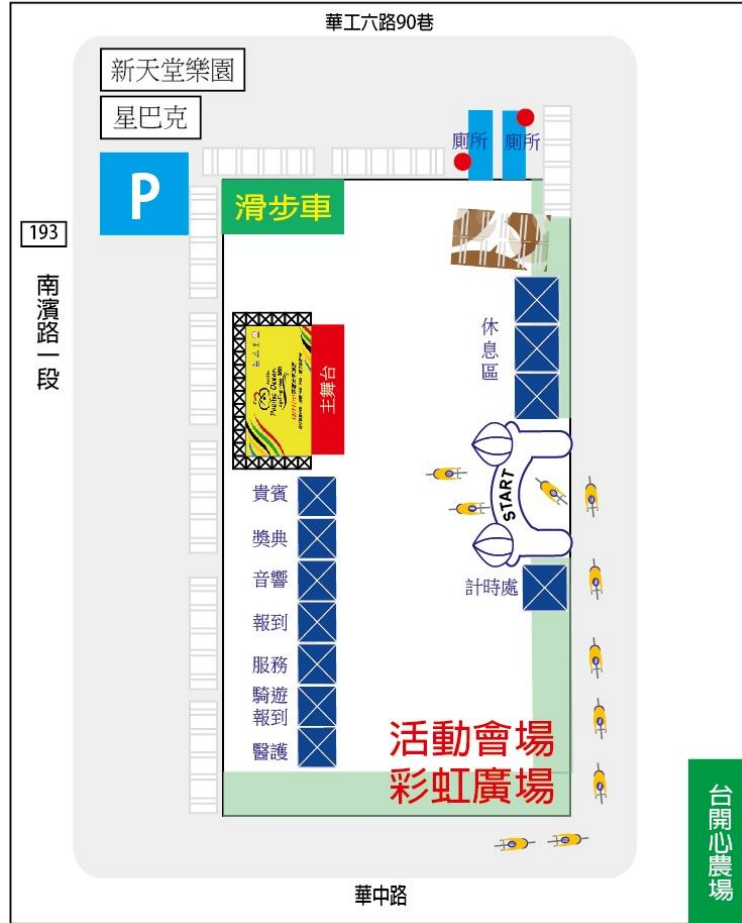 華工六路90巷
新天堂樂園
星巴克
P
廁所
廁所
滑步車
193
南濱路一段
休息區
主舞台
START
貴賓
獎典
音響
計時處
報到
服務
騎遊
報到
醫護
活動會場
彩虹廣場
台開心農場
華中路